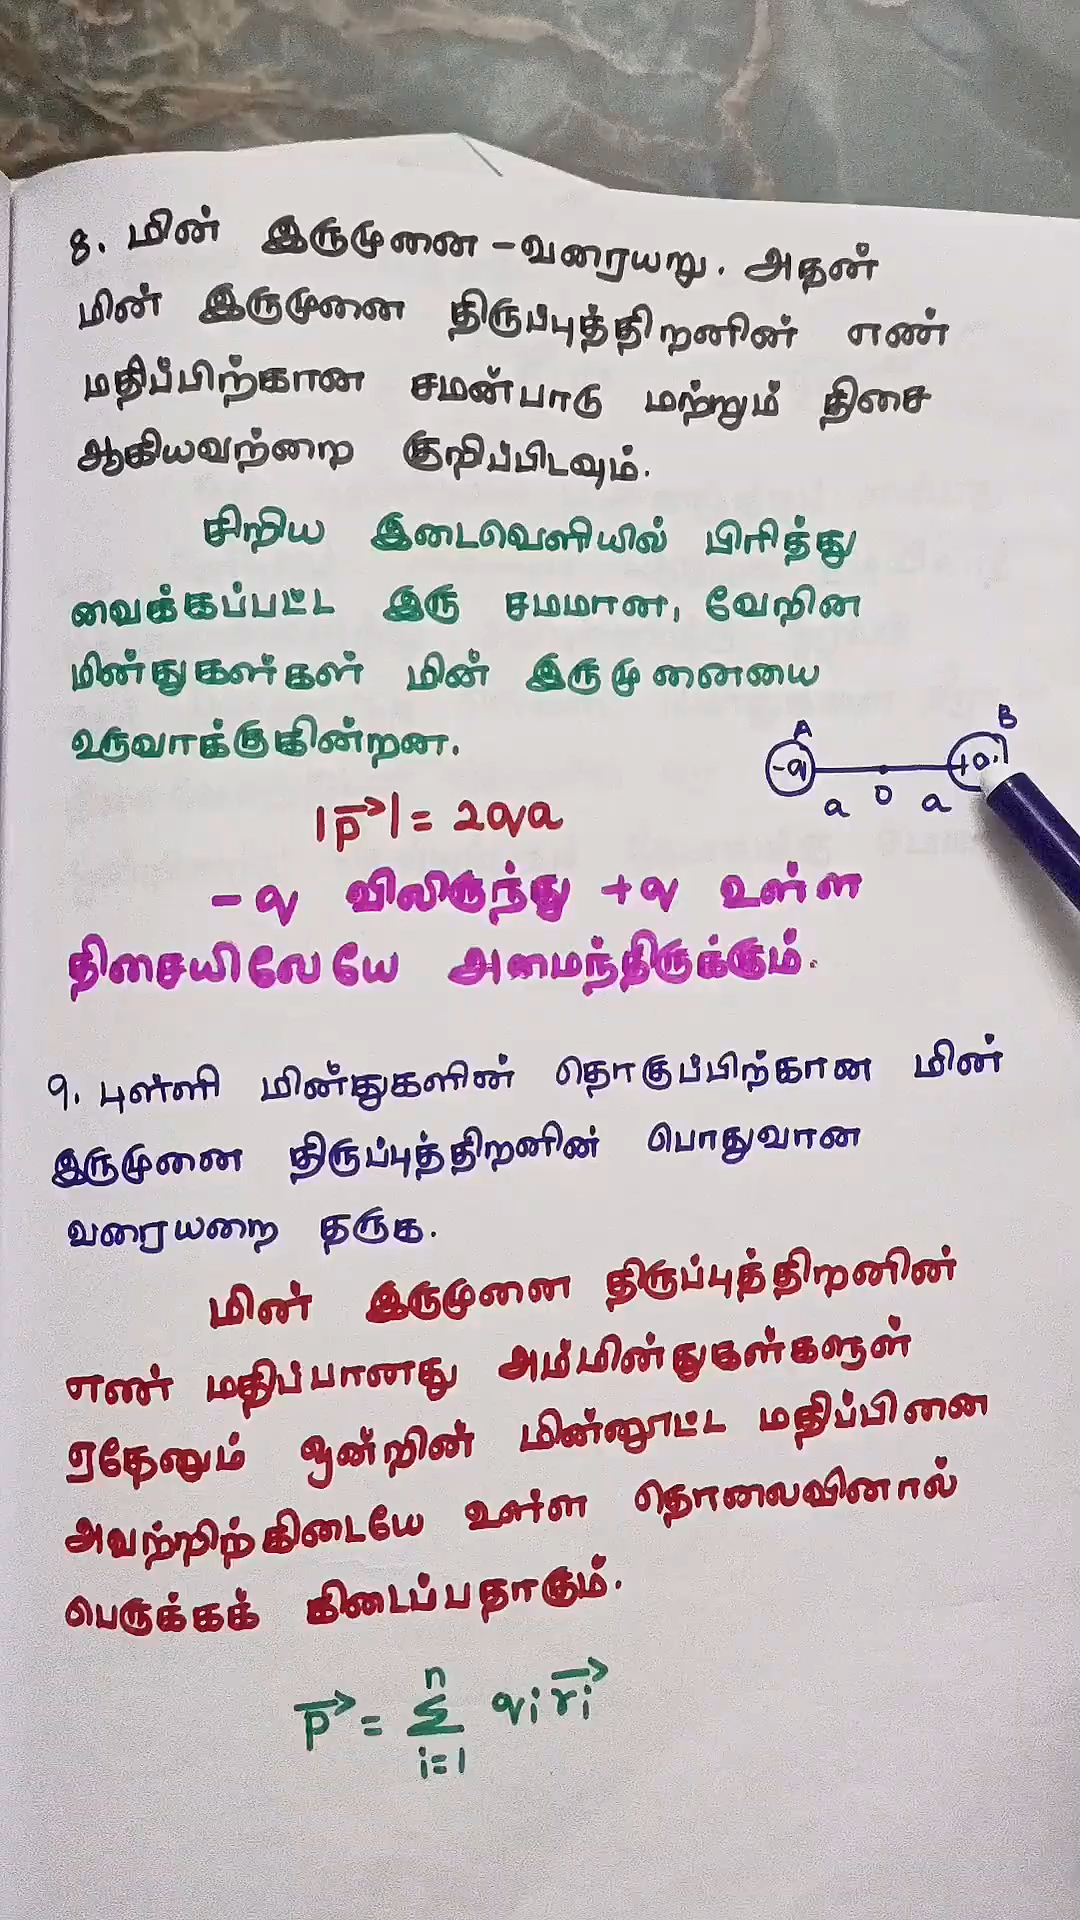 8. மின் இருமுனை - வரையறு. அதன்
மின் இருமுனை திருப்புத்திறனின் எண்
மதிப்பிற்கான சமன்பாடு மற்றும் திசை
ஆகியவற்றை குறிப்பிடவும்.
சிறிய இடைவெளியில் பிரித்து
வைக்கப்பட்ட இரு சமமான, வேறின
மின்துகள்கள் மின் இருமுனையை
உருவாக்குகின்றன.
A B
-q +q
a o a
|p⃗| = 2qa
-q விலிருந்து +q உள்ள
திசையிலேயே அமைந்திருக்கும்.
9. புள்ளி மின்துகளின் தொகுப்பிற்கான மின்
இருமுனை திருப்புத்திறனின் பொதுவான
வரையறை தருக.
மின் இருமுனை திருப்புத்திறனின்
எண் மதிப்பானது அம்மின்துகள்களுள்
ஏதேனும் ஒன்றின் மின்னூட்ட மதிப்பினை
அவற்றிற்கிடையே உள்ள தொலைவினால்
பெருக்கக் கிடைப்பதாகும்.
p⃗ = n Σ i=1 qi r⃗i